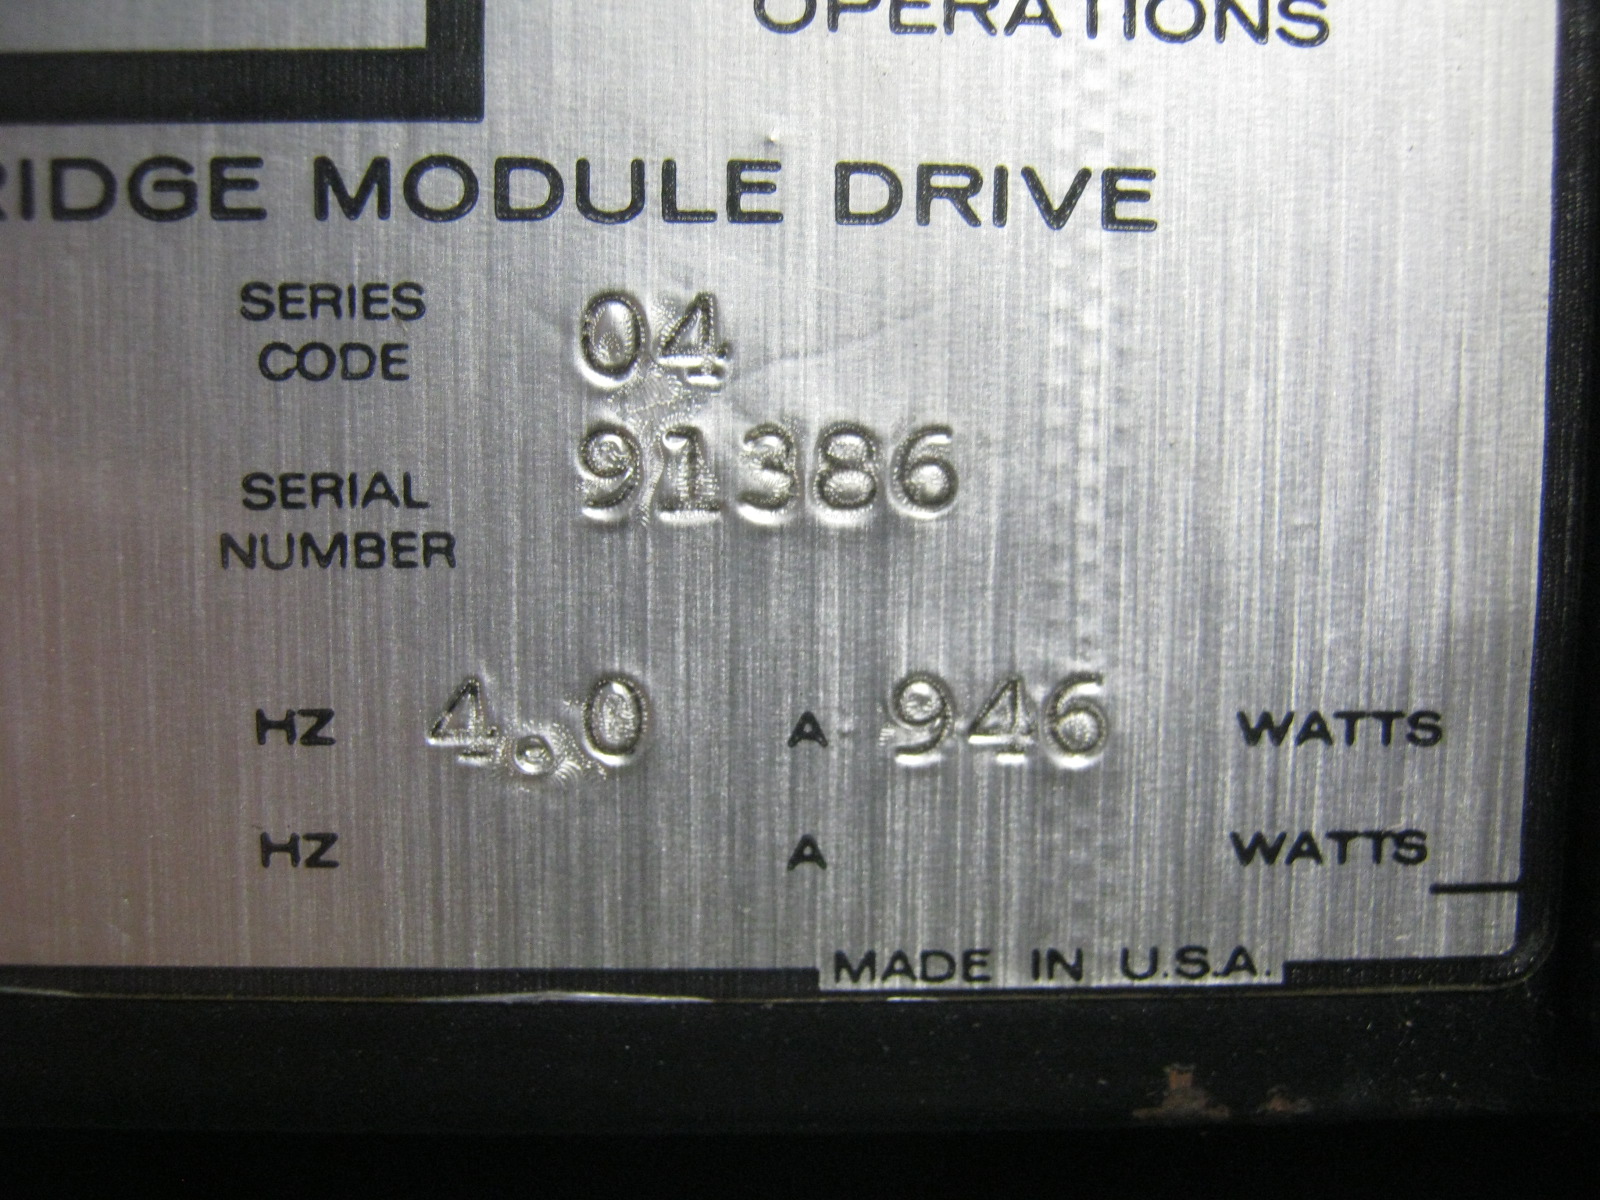 OPERATIONS
RIDGE MODULE DRIVE
SERIES
CODE 04
SERIAL
NUMBER 91386
HZ 4.0 A 946 WATTS
HZ A WATTS
MADE IN U.S.A.